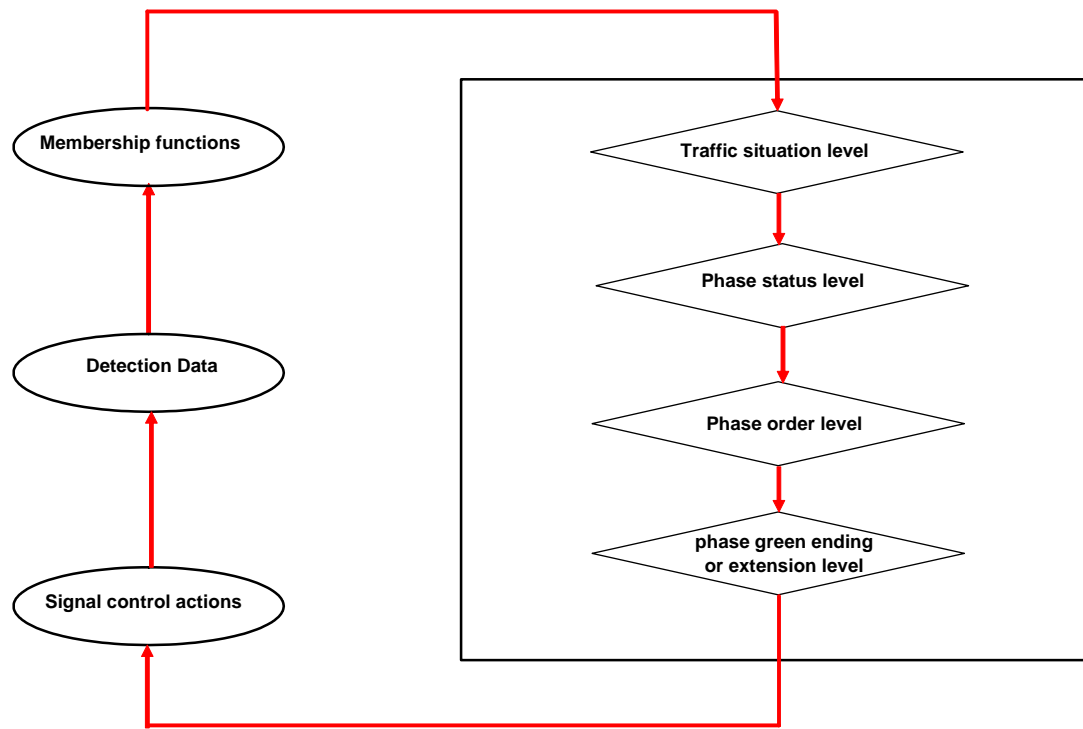 Membership functions
Detection Data
Signal control actions
Traffic situation level
Phase status level
Phase order level
phase green ending
or extension level